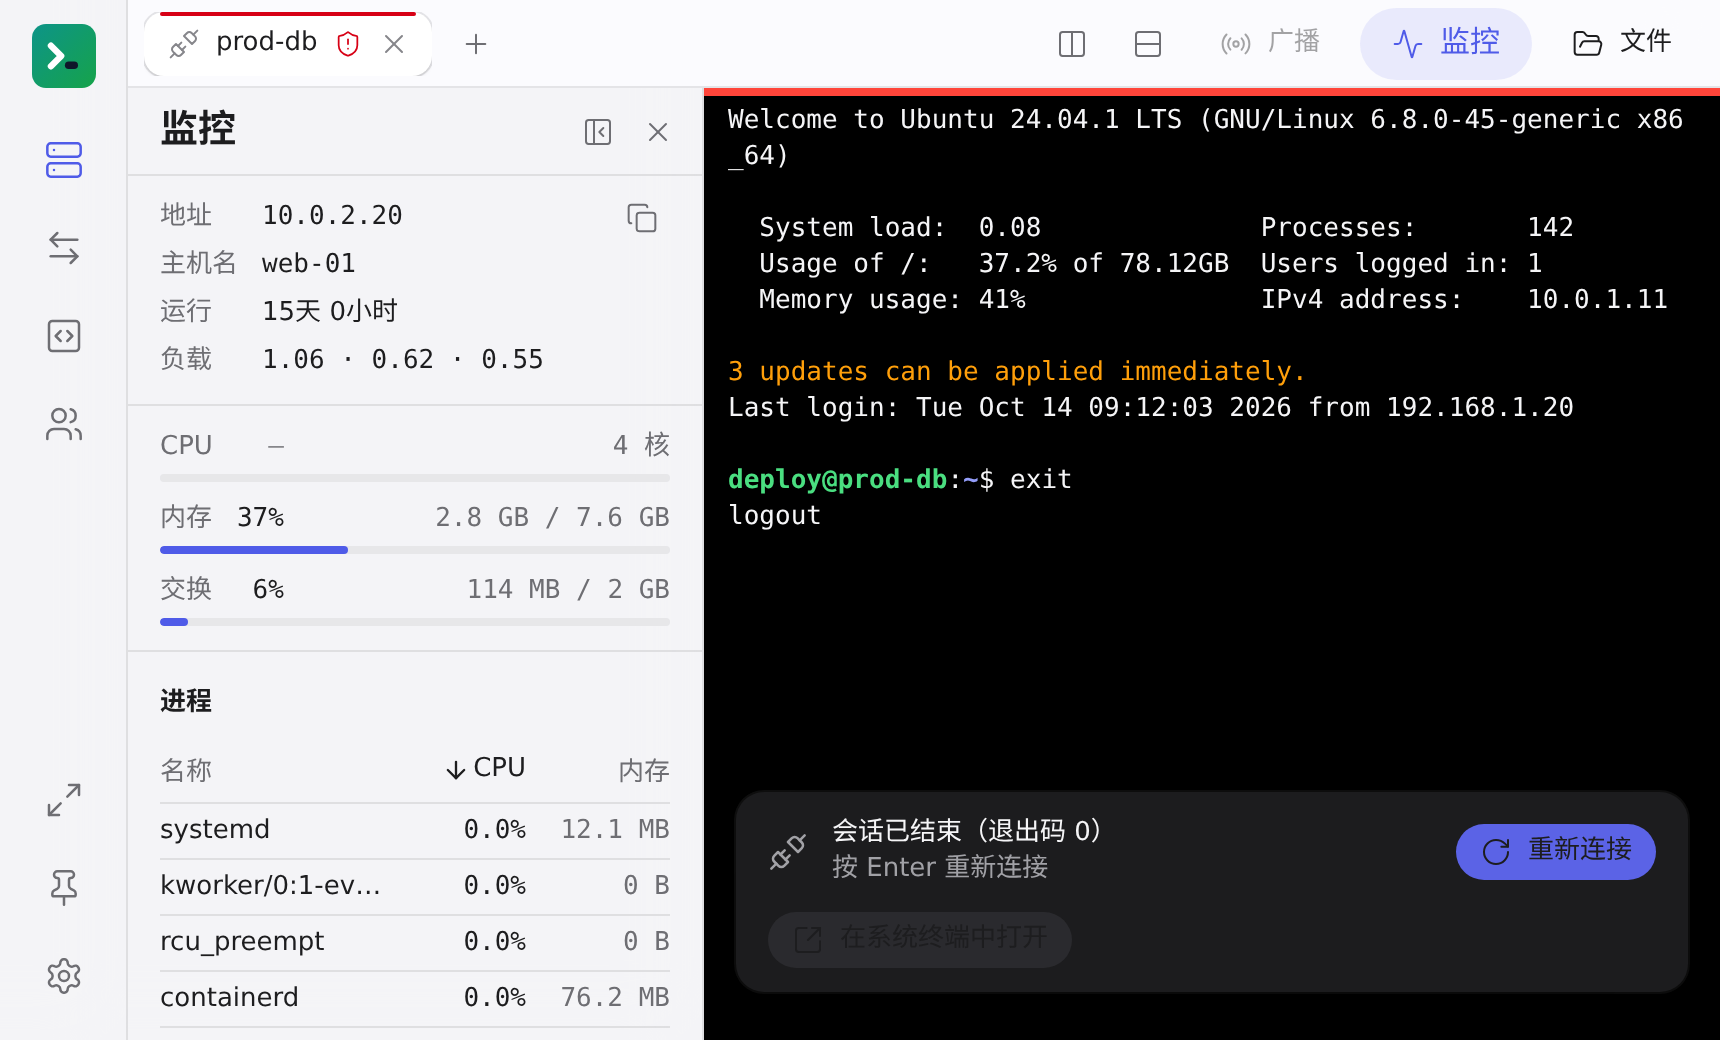 prod-db
广播
监控
文件
监控
地址 10.0.2.20
主机名 web-01
运行 15天 0小时
负载 1.06 · 0.62 · 0.55
CPU – 4 核
内存 37% 2.8 GB / 7.6 GB
交换 6% 114 MB / 2 GB
进程
名称 CPU 内存
systemd 0.0% 12.1 MB
kworker/0:1-ev... 0.0% 0 B
rcu_preempt 0.0% 0 B
containerd 0.0% 76.2 MB
Welcome to Ubuntu 24.04.1 LTS (GNU/Linux 6.8.0-45-generic x86
_64)
System load: 0.08 Processes: 142
Usage of /: 37.2% of 78.12GB Users logged in: 1
Memory usage: 41% IPv4 address: 10.0.1.11
3 updates can be applied immediately.
Last login: Tue Oct 14 09:12:03 2026 from 192.168.1.20
deploy@prod-db:~$ exit
logout
会话已结束（退出码 0）
按 Enter 重新连接
重新连接
在系统终端中打开